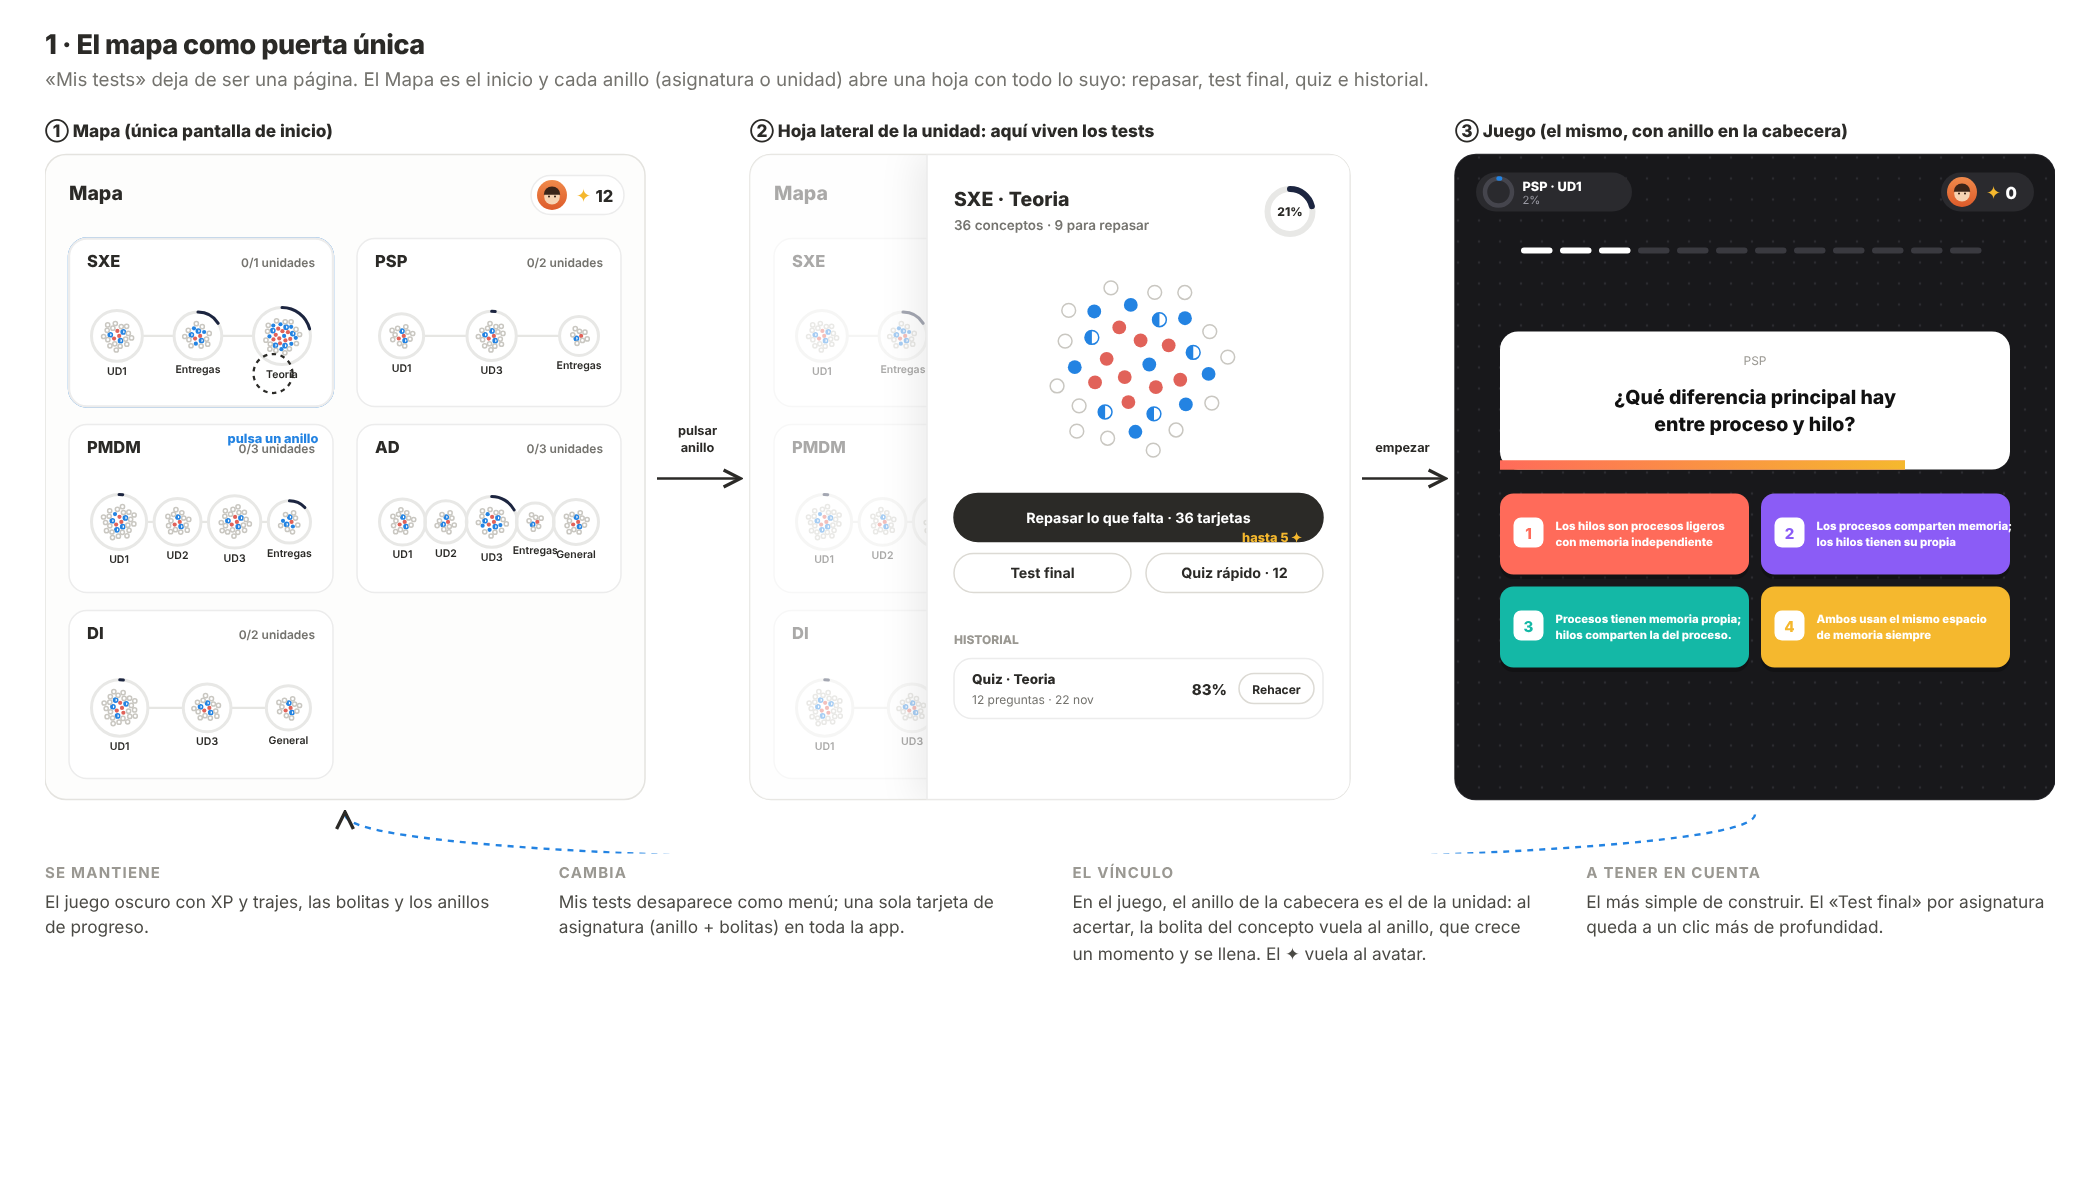 1 · El mapa como puerta única
«Mis tests» deja de ser una página. El Mapa es el inicio y cada anillo (asignatura o unidad) abre una hoja con todo lo suyo: repasar, test final, quiz e historial.
1 Mapa (única pantalla de inicio)
Mapa
✦ 12
SXE
0/1 unidades
UD1
Entregas
Teoria
PSP
0/2 unidades
UD1
UD3
Entregas
pulsa un anillo
PMDM
0/3 unidades
UD1
UD2
UD3
Entregas
AD
0/3 unidades
UD1
UD2
UD3
Entregas
General
DI
0/2 unidades
UD1
UD3
General
pulsar
anillo
2 Hoja lateral de la unidad: aquí viven los tests
Mapa
SXE
UD1
Entregas
PMDM
UD1
UD2
DI
UD1
UD3
SXE · Teoria
36 conceptos · 9 para repasar
21%
Repasar lo que falta · 36 tarjetas
hasta 5 ✦
Test final
Quiz rápido · 12
HISTORIAL
Quiz · Teoria
12 preguntas · 22 nov
83%
Rehacer
empezar
3 Juego (el mismo, con anillo en la cabecera)
PSP · UD1
2%
✦ 0
PSP
¿Qué diferencia principal hay
entre proceso y hilo?
1
Los hilos son procesos ligeros
con memoria independiente
2
Los procesos comparten memoria;
los hilos tienen su propia
3
Procesos tienen memoria propia;
hilos comparten la del proceso.
4
Ambos usan el mismo espacio
de memoria siempre
SE MANTIENE
El juego oscuro con XP y trajes, las bolitas y los anillos
de progreso.
CAMBIA
Mis tests desaparece como menú; una sola tarjeta de
asignatura (anillo + bolitas) en toda la app.
EL VÍNCULO
En el juego, el anillo de la cabecera es el de la unidad: al
acertar, la bolita del concepto vuela al anillo, que crece
un momento y se llena. El ✦ vuela al avatar.
A TENER EN CUENTA
El más simple de construir. El «Test final» por asignatura
queda a un clic más de profundidad.